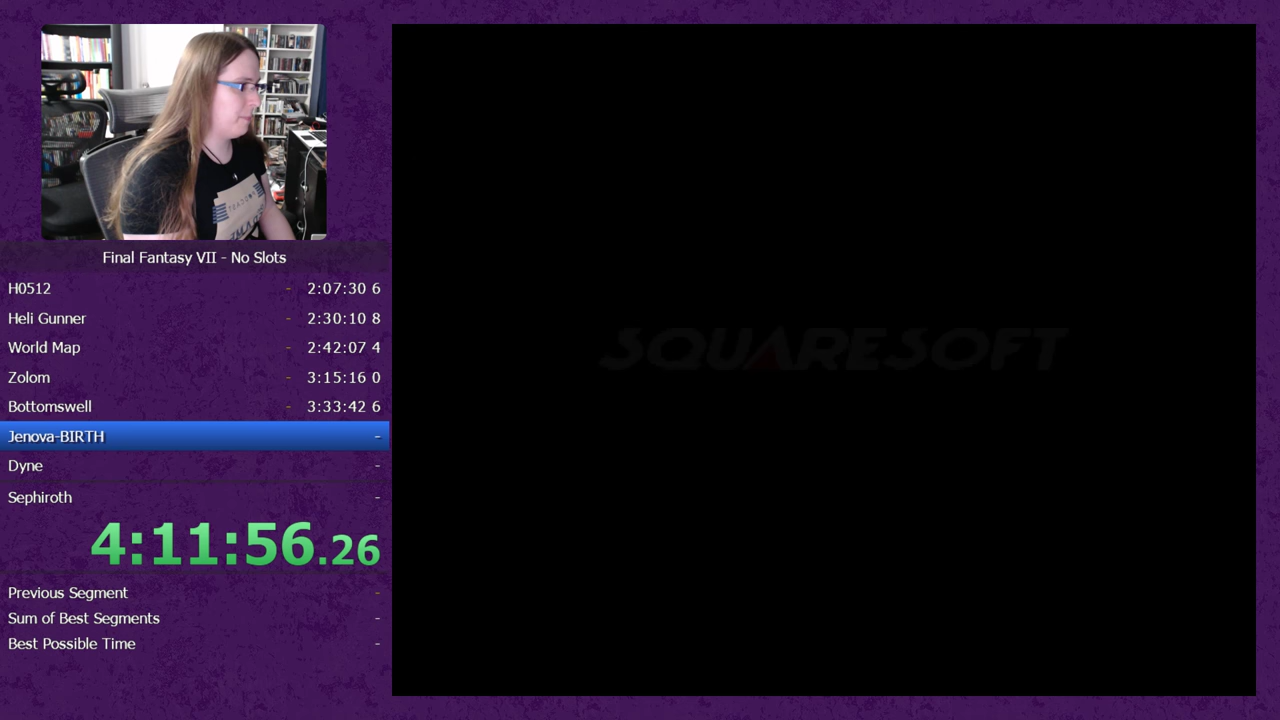 Final Fantasy VII - No Slots
H0512 - 2:07:30 6
Heli Gunner - 2:30:10 8
World Map - 2:42:07 4
Zolom - 3:15:16 0
Bottomswell - 3:33:42 6
Jenova-BIRTH -
Dyne -
Sephiroth -
4:11:56.26
Previous Segment -
Sum of Best Segments -
Best Possible Time -
SQUARESOFT